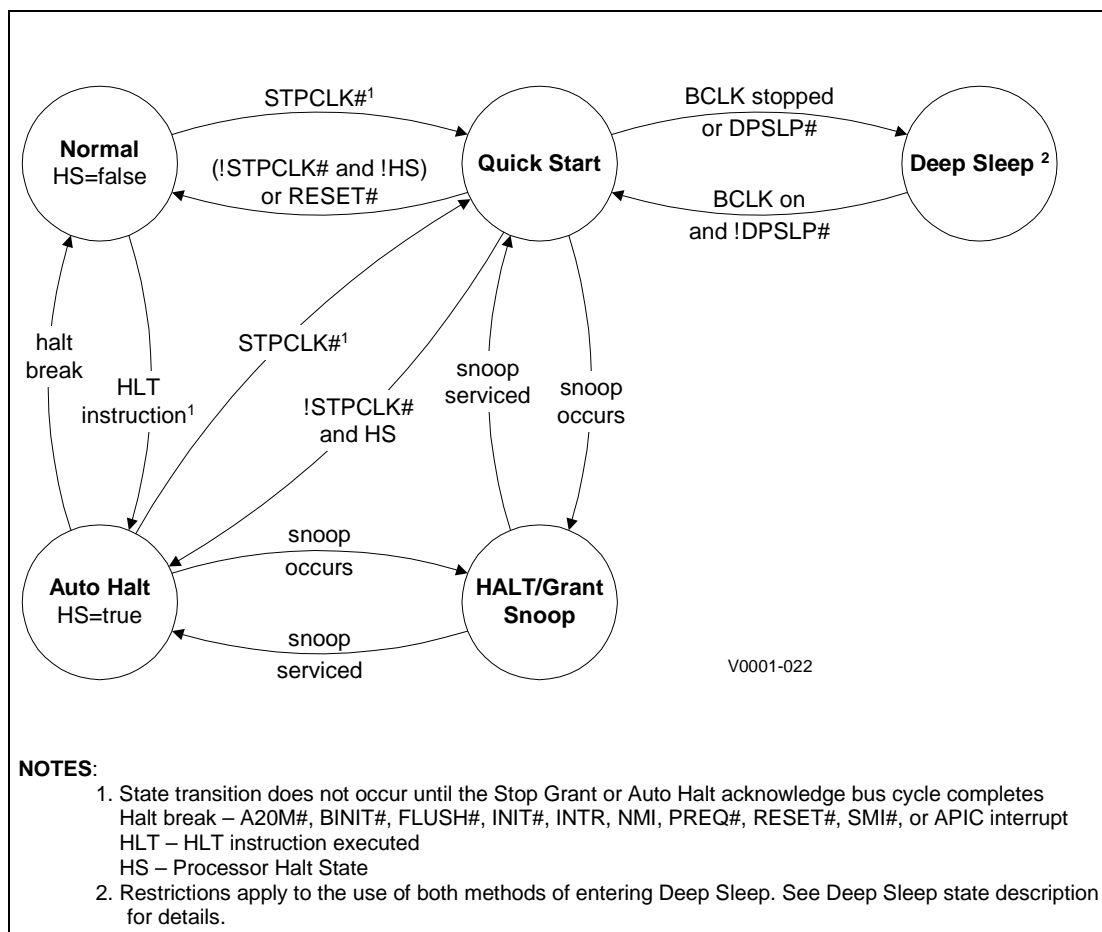 STPCLK#¹
BCLK stopped
or DPSLP#
Normal
HS=false
(!STPCLK# and !HS)
or RESET#
Quick Start
Deep Sleep ²
BCLK on
and !DPSLP#
halt
break
HLT
instruction¹
STPCLK#¹
!STPCLK#
and HS
snoop
serviced
snoop
occurs
Auto Halt
HS=true
snoop
occurs
HALT/Grant
Snoop
snoop
serviced
V0001-022
NOTES:
1. State transition does not occur until the Stop Grant or Auto Halt acknowledge bus cycle completes
Halt break – A20M#, BINIT#, FLUSH#, INIT#, INTR, NMI, PREQ#, RESET#, SMI#, or APIC interrupt
HLT – HLT instruction executed
HS – Processor Halt State
2. Restrictions apply to the use of both methods of entering Deep Sleep. See Deep Sleep state description
for details.